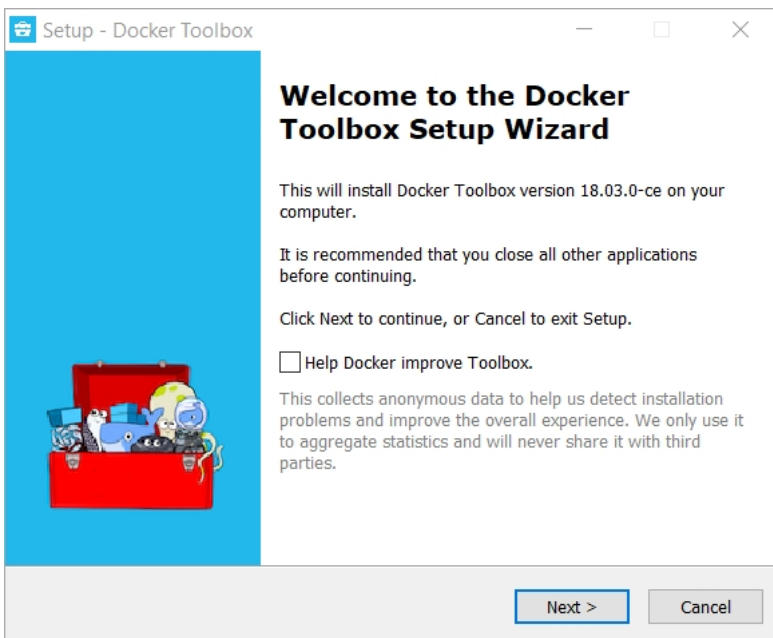 Setup - Docker Toolbox
Welcome to the Docker
Toolbox Setup Wizard
This will install Docker Toolbox version 18.03.0-ce on your
computer.
It is recommended that you close all other applications
before continuing.
Click Next to continue, or Cancel to exit Setup.
Help Docker improve Toolbox.
This collects anonymous data to help us detect installation
problems and improve the overall experience. We only use it
to aggregate statistics and will never share it with third
parties.
Next >
Cancel